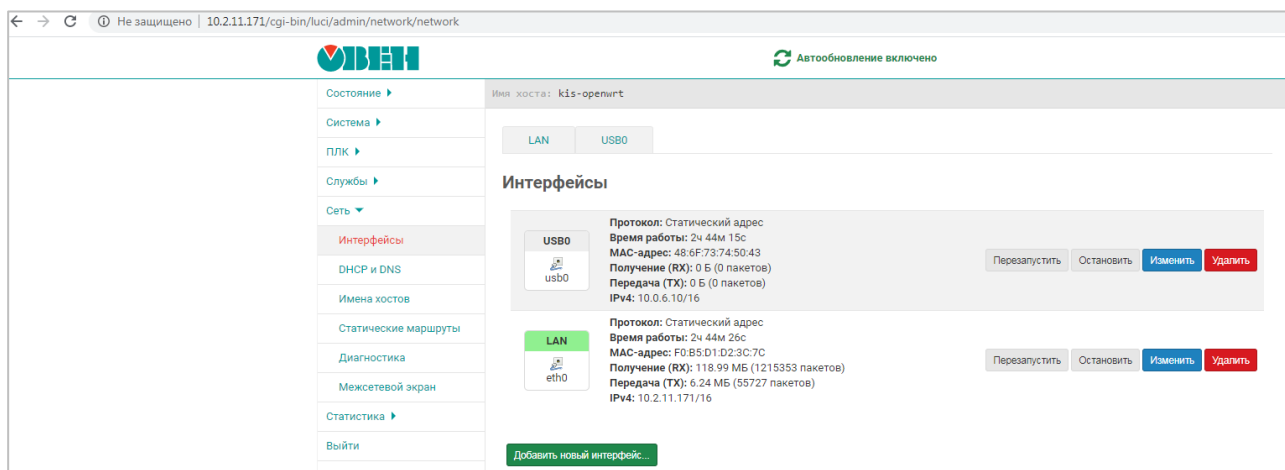 Не защищено | 10.2.11.171/cgi-bin/luci/admin/network/network
ОВЕН
Автообновление включено
Состояние
Система
ПЛК
Службы
Сеть
Интерфейсы
DHCP и DNS
Имена хостов
Статические маршруты
Диагностика
Межсетевой экран
Статистика
Выйти
Имя хоста: kis-openwrt
LAN USB0
Интерфейсы
USB0
usb0
Протокол: Статический адрес
Время работы: 2ч 44м 15с
MAC-адрес: 48:6F:73:74:50:43
Получение (RX): 0 Б (0 пакетов)
Передача (TX): 0 Б (0 пакетов)
IPv4: 10.0.6.10/16
Перезапустить Остановить Изменить Удалить
LAN
eth0
Протокол: Статический адрес
Время работы: 2ч 44м 26с
MAC-адрес: F0:B5:D1:D2:3C:7C
Получение (RX): 118.99 МБ (1215353 пакетов)
Передача (TX): 6.24 МБ (55727 пакетов)
IPv4: 10.2.11.171/16
Перезапустить Остановить Изменить Удалить
Добавить новый интерфейс...